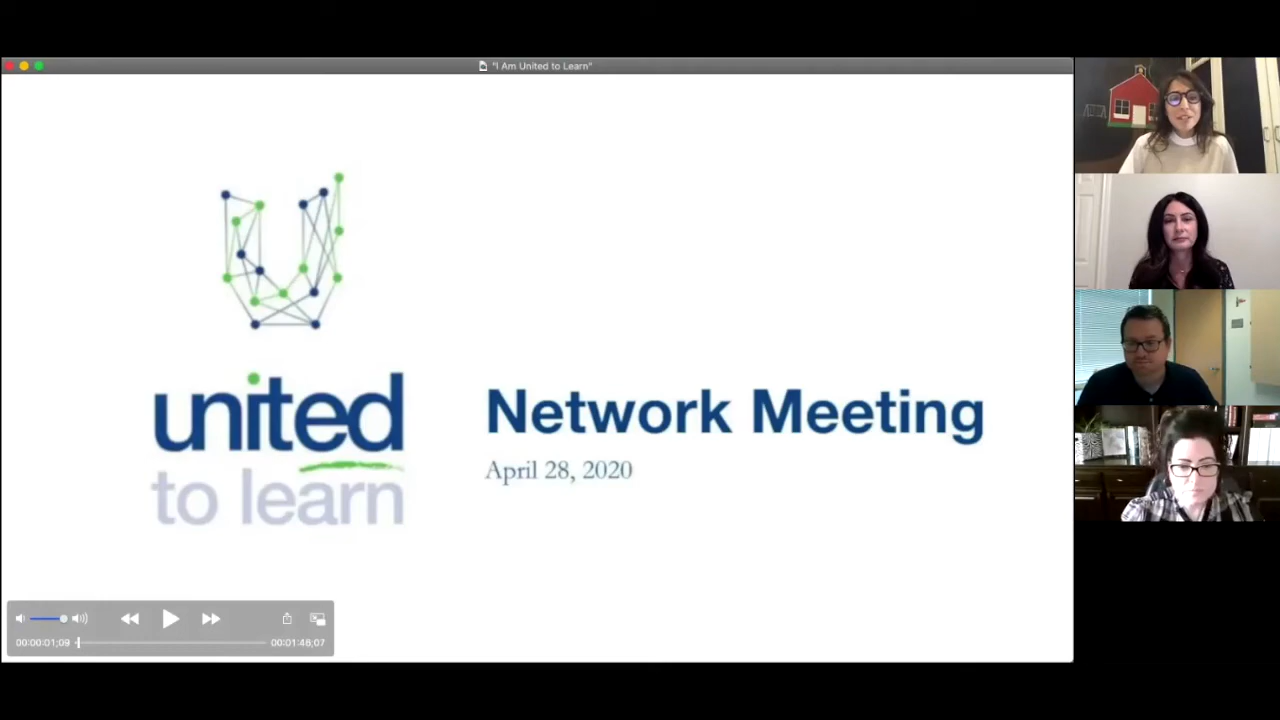 "I Am United to Learn"
united
to learn
Network Meeting
April 28, 2020
00:00:01;09
00:01:48;07